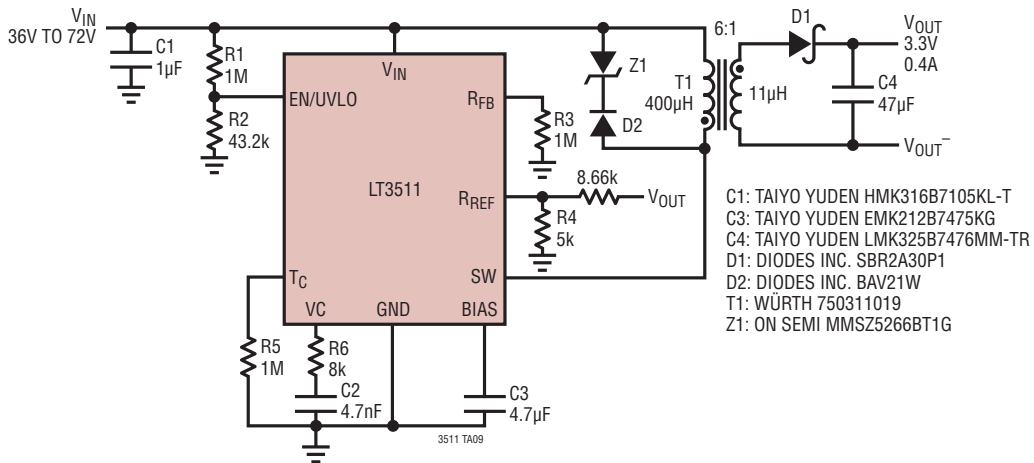 VIN
36V TO 72V
C1
1µF
R1
1M
R2
43.2k
EN/UVLO
VIN
RFB
LT3511
RREF
TC
SW
VC
GND
BIAS
R3
1M
8.66k
VOUT
R4
5k
Z1
D2
6:1
T1
400µH
11µH
D1
VOUT
3.3V
0.4A
C4
47µF
VOUT–
R5
1M
R6
8k
C2
4.7nF
C3
4.7µF
3511 TA09
C1: TAIYO YUDEN HMK316B7105KL-T
C3: TAIYO YUDEN EMK212B7475KG
C4: TAIYO YUDEN LMK325B7476MM-TR
D1: DIODES INC. SBR2A30P1
D2: DIODES INC. BAV21W
T1: WÜRTH 750311019
Z1: ON SEMI MMSZ5266BT1G